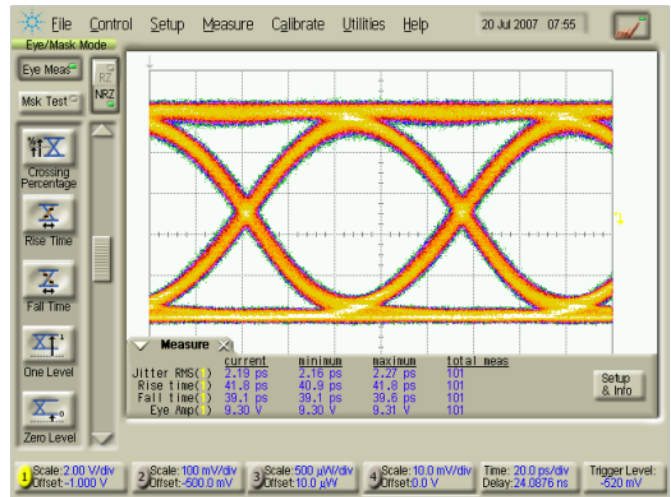 File Control Setup Measure Calibrate Utilities Help 20 Jul 2007 07:55
Eye/Mask Mode
Eye Meas
RZ
Msk Test
NRZ
Crossing
Percentage
Rise Time
Fall Time
One Level
Zero Level
Measure
current minimum maximum total meas
Jitter RMS(1) 2.19 ps 2.16 ps 2.27 ps 101
Rise time(1) 41.8 ps 40.9 ps 41.8 ps 101
Fall time(1) 39.1 ps 39.1 ps 39.6 ps 101
Eye Amp(1) 9.30 V 9.30 V 9.31 V 101
Setup
& Info
1 Scale:2.00 V/div
Offset:-1.000 V
2 Scale:100 mV/div
Offset:-500.0 mV
3 Scale:500 µW/div
Offset:10.0 µW
4 Scale:10.0 mV/div
Offset:0.0 V
Time: 20.0 ps/div
Delay:24.0876 ns
Trigger Level:
-520 mV